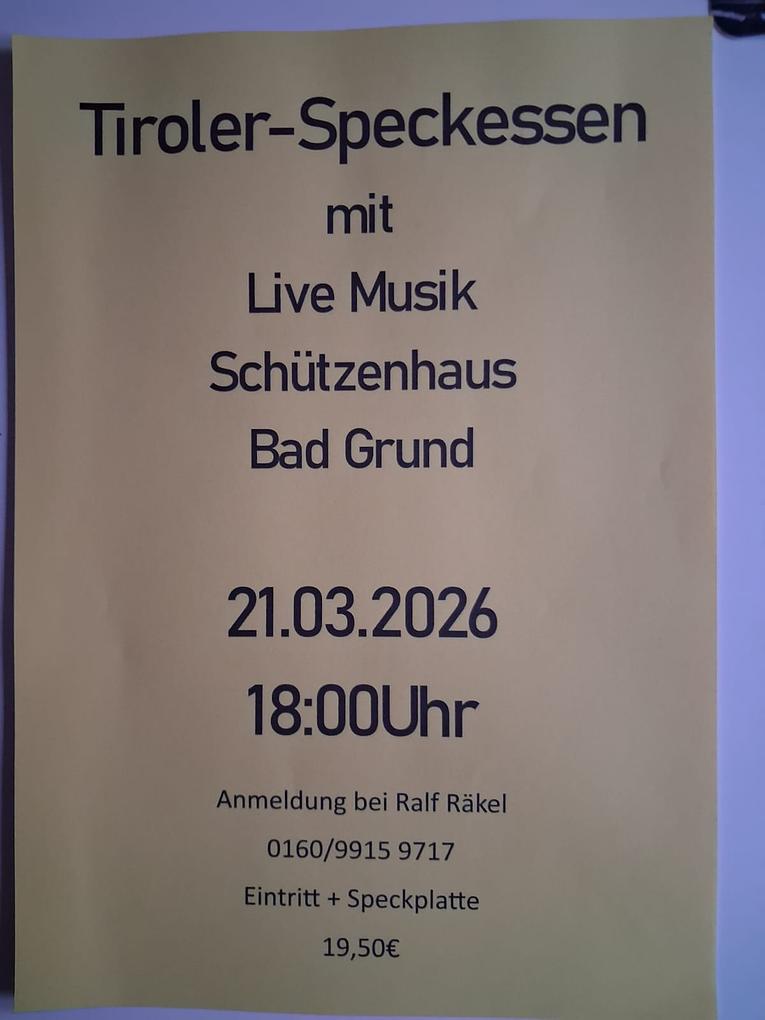 Tiroler-Speckessen
mit
Live Musik
Schützenhaus
Bad Grund
21.03.2026
18:00Uhr
Anmeldung bei Ralf Räkel
0160/9915 9717
Eintritt + Speckplatte
19,50€